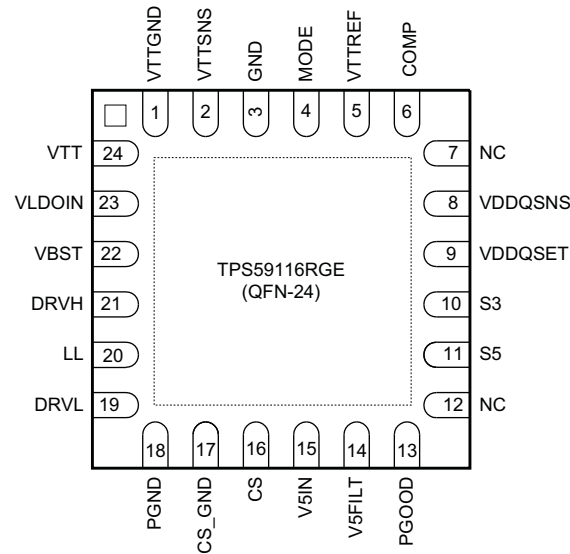 VTTGND
VTTSNS
GND
MODE
VTTREF
COMP
1
2
3
4
5
6
VTT 24
7 NC
VLDOIN 23
8 VDDQSNS
VBST 22
9 VDDQSET
TPS59116RGE
(QFN-24)
DRVH 21
10 S3
LL 20
11 S5
DRVL 19
12 NC
18
17
16
15
14
13
PGND
CS_GND
CS
V5IN
V5FILT
PGOOD